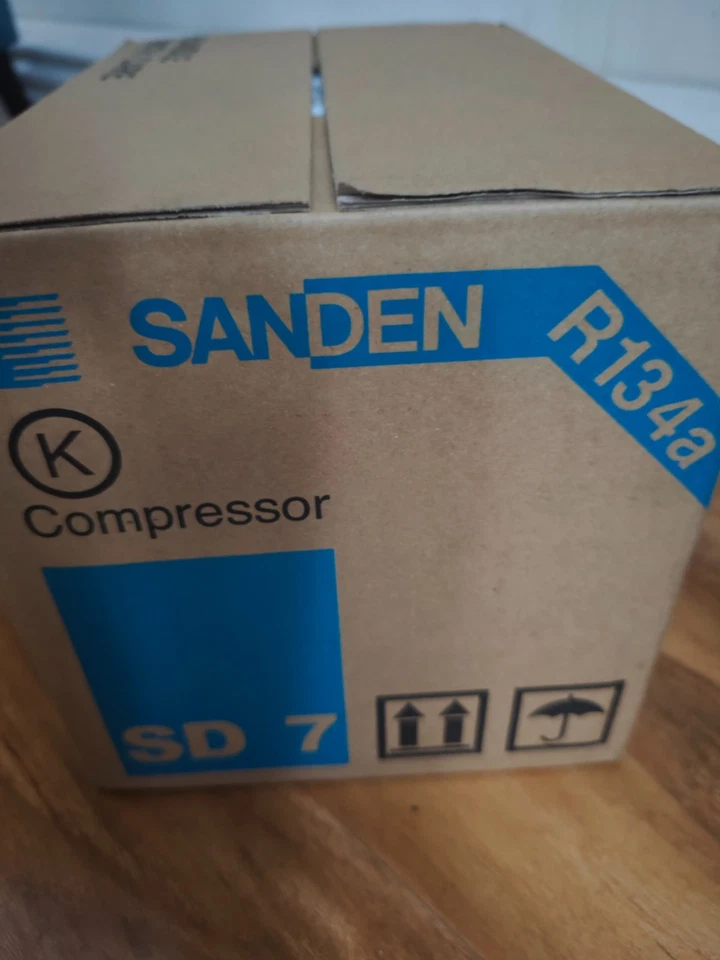 SANDEN
R134a
K
Compressor
SD 7